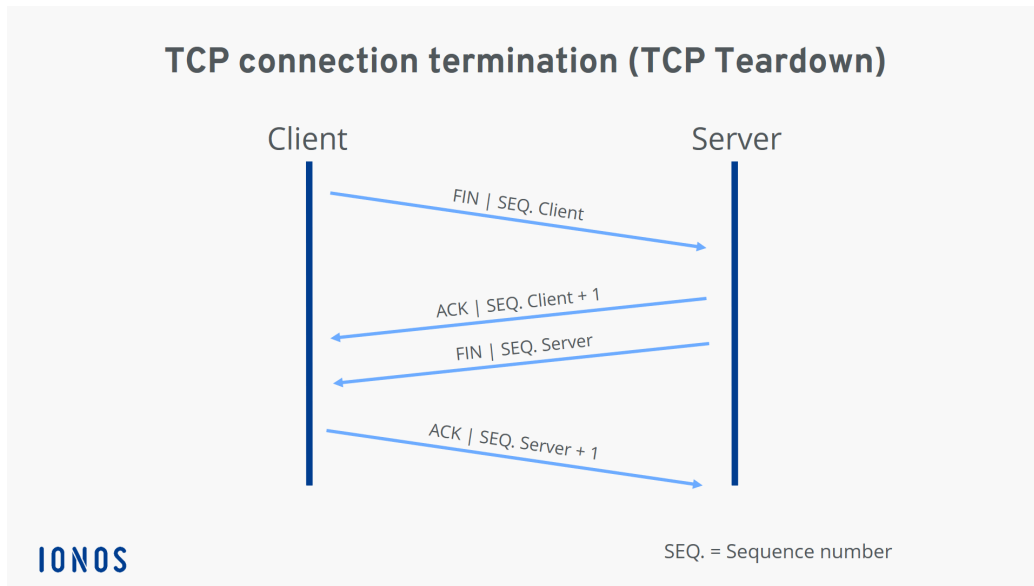 TCP connection termination (TCP Teardown)
Client
Server
FIN | SEQ. Client
ACK | SEQ. Client + 1
FIN | SEQ. Server
ACK | SEQ. Server + 1
IONOS
SEQ. = Sequence number